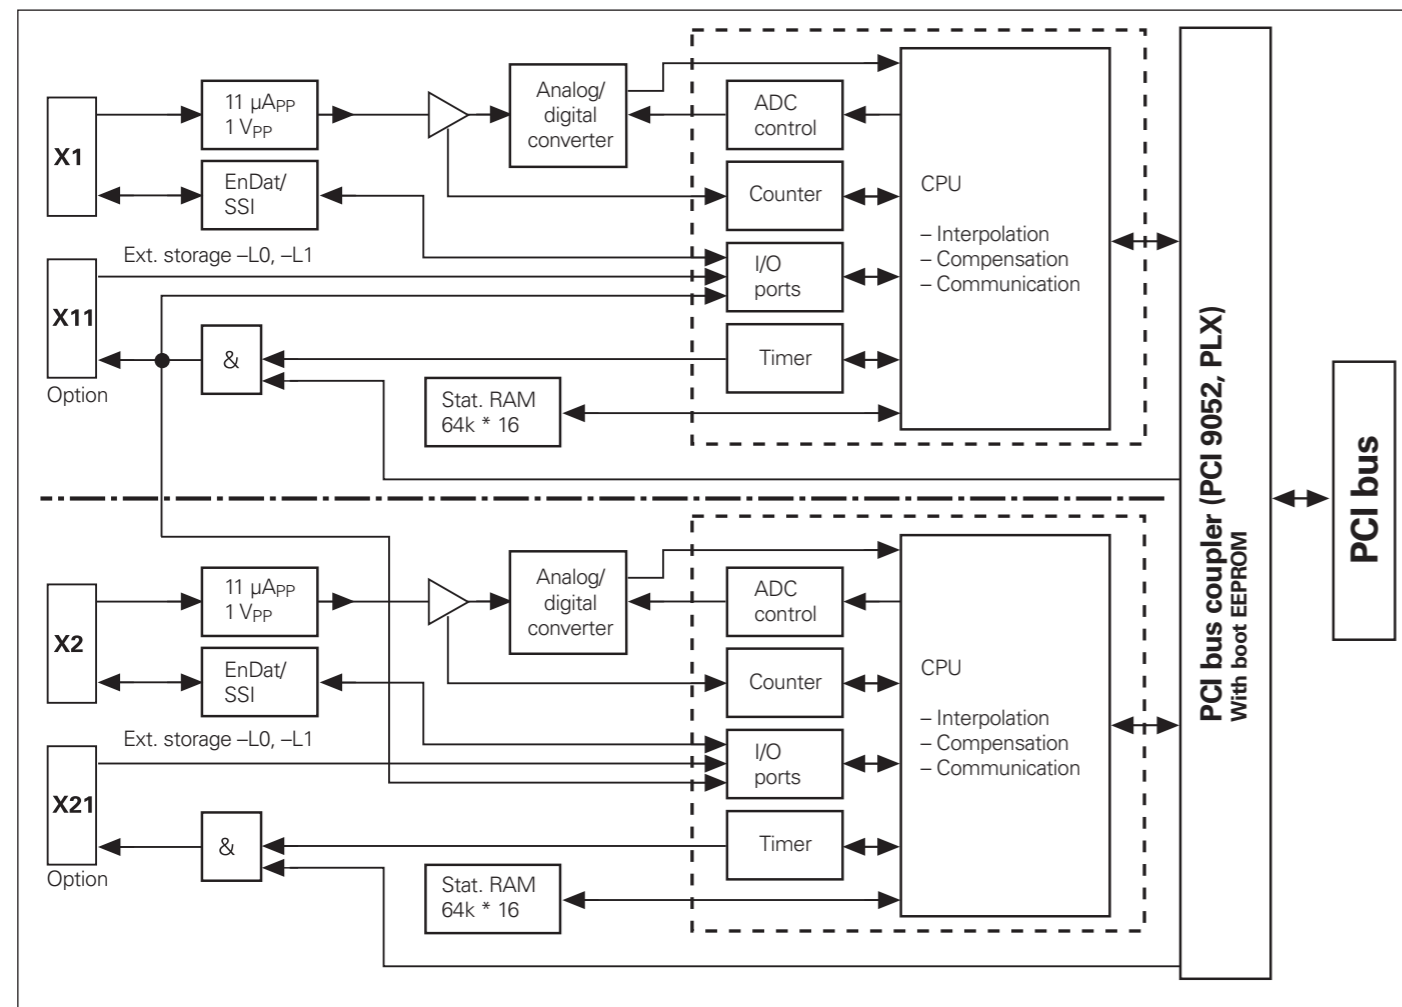 X1
11 µAPP
1 VPP
EnDat/
SSI
Analog/
digital
converter
ADC
control
Counter
I/O
ports
Timer
CPU
– Interpolation
– Compensation
– Communication
Ext. storage –L0, –L1
X11
Option
&
Stat. RAM
64k * 16
X2
11 µAPP
1 VPP
EnDat/
SSI
Analog/
digital
converter
ADC
control
Counter
I/O
ports
Timer
CPU
– Interpolation
– Compensation
– Communication
Ext. storage –L0, –L1
X21
Option
&
Stat. RAM
64k * 16
PCI bus coupler (PCI 9052, PLX)
With boot EEPROM
PCI bus